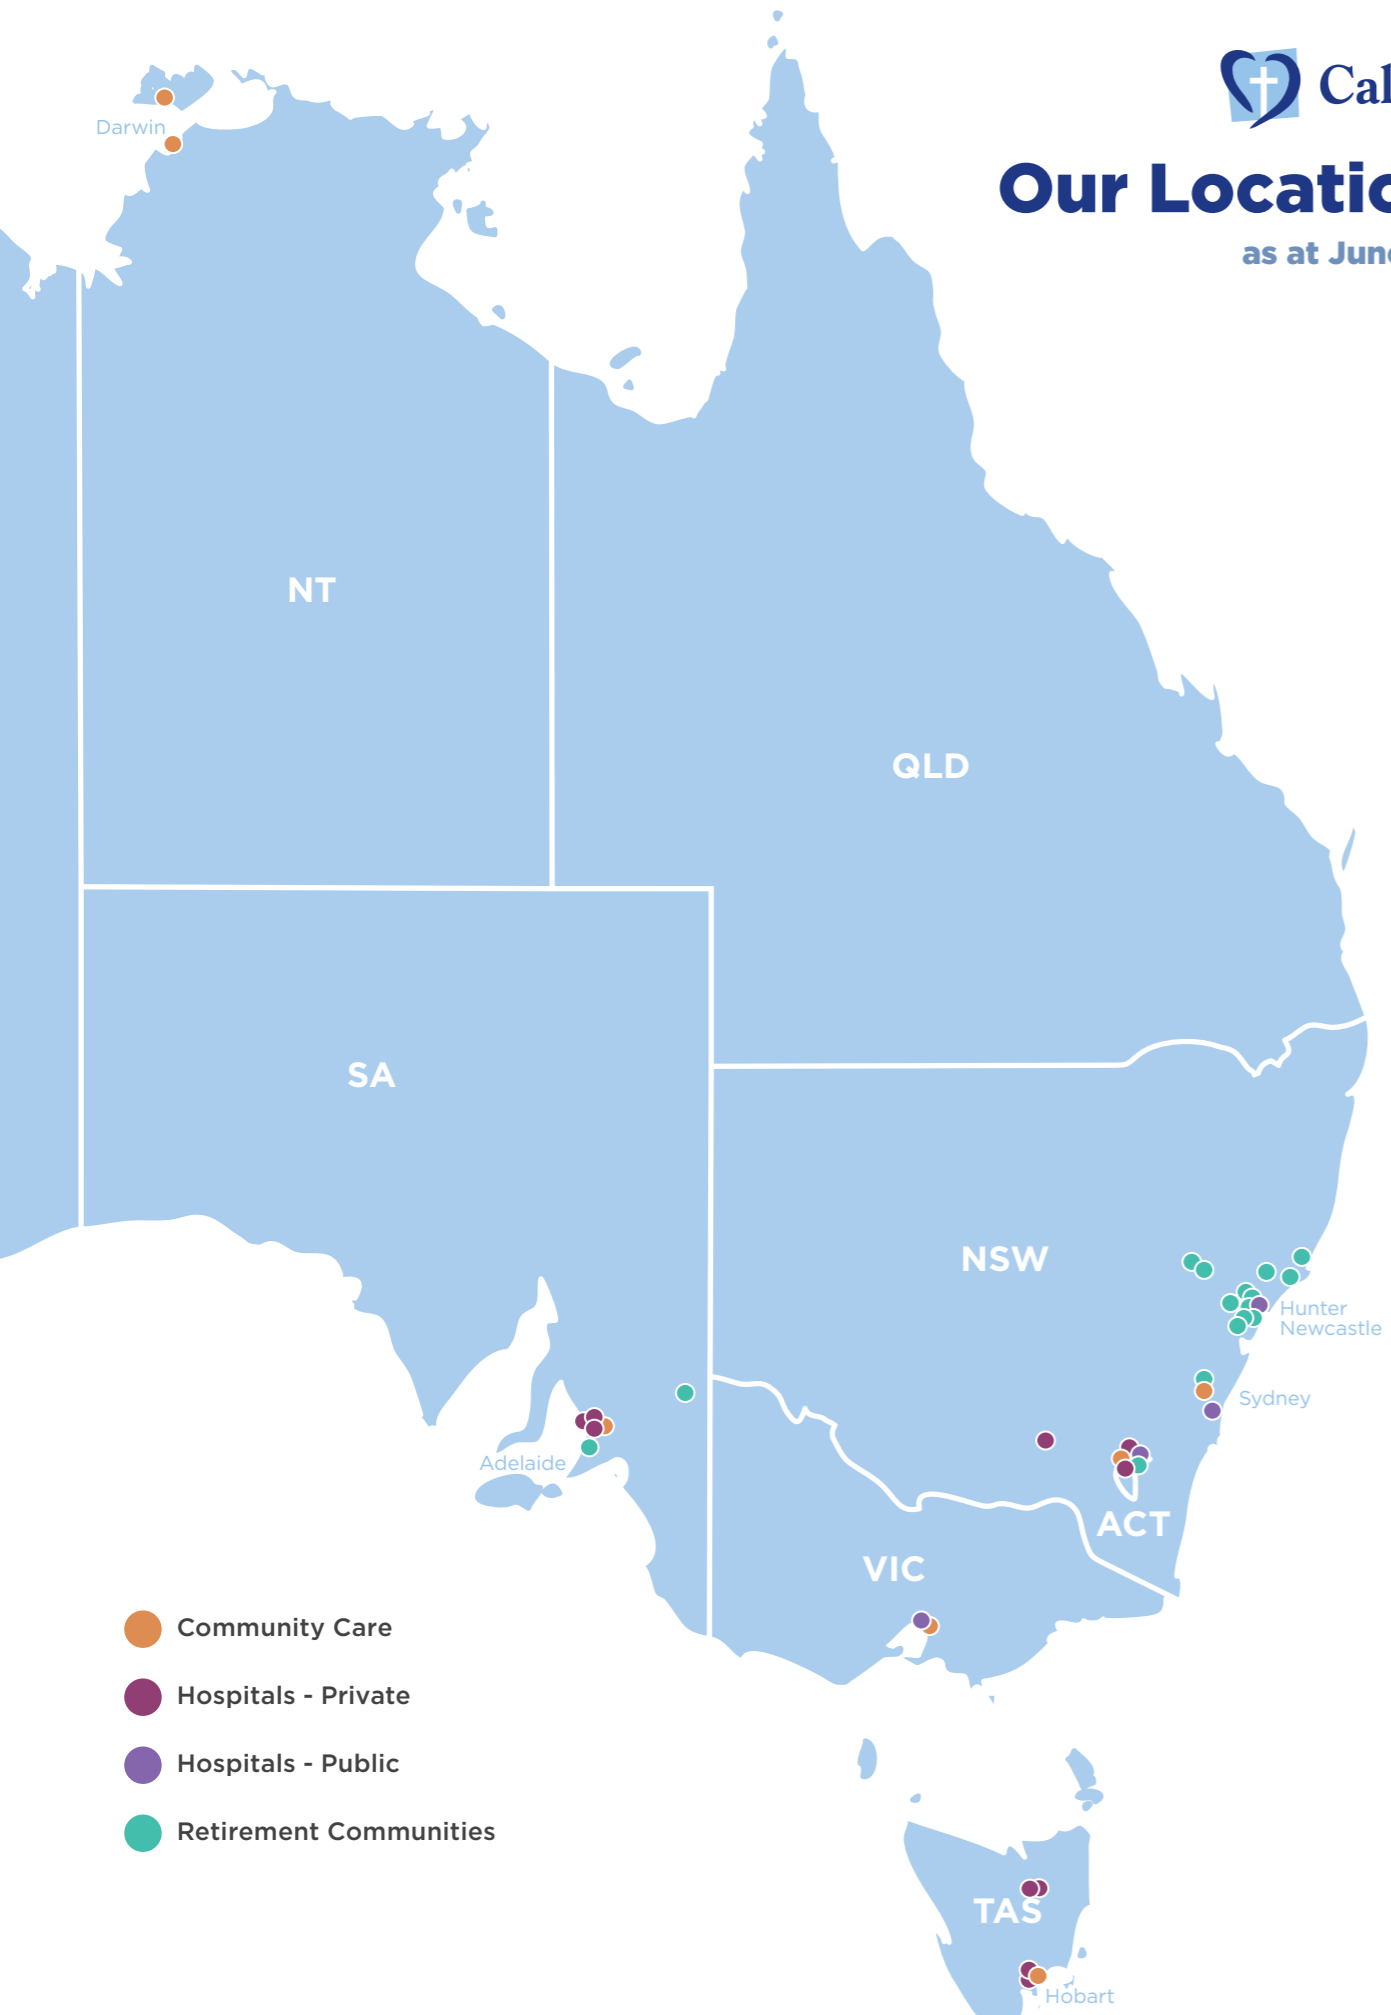 Cal
Our Locatio
as at June
Darwin
NT
QLD
SA
NSW
Hunter
Newcastle
Sydney
Adelaide
ACT
VIC
Community Care
Hospitals - Private
Hospitals - Public
Retirement Communities
TAS
Hobart